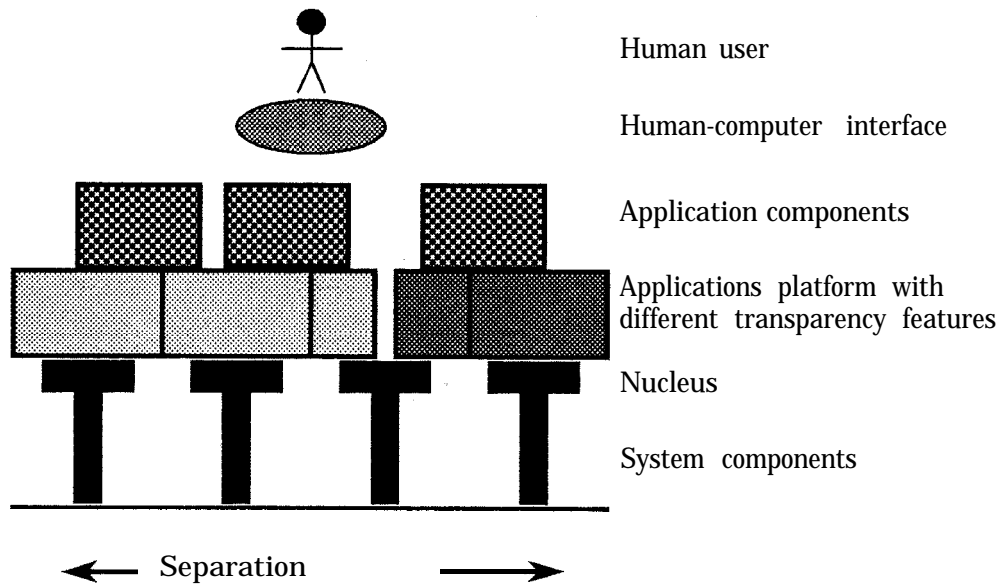 Human user
Human-computer interface
Application components
Applications platform with
different transparency features
Nucleus
System components
Separation